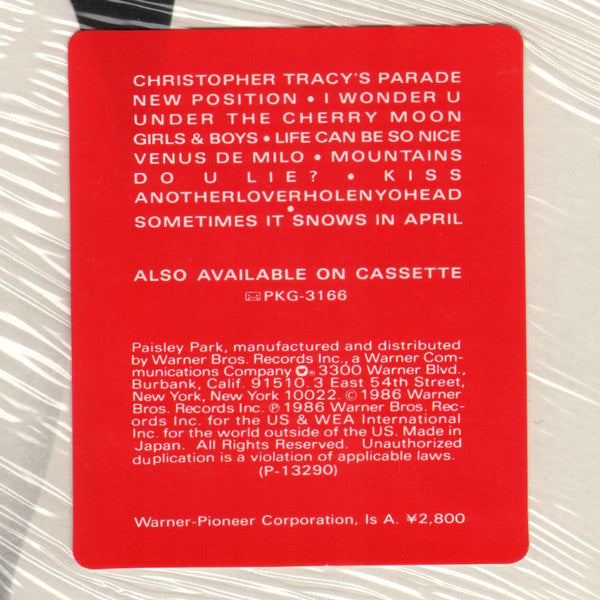 CHRISTOPHER TRACY'S PARADE
NEW POSITION • I WONDER U
UNDER THE CHERRY MOON
GIRLS & BOYS • LIFE CAN BE SO NICE
VENUS DE MILO • MOUNTAINS
DO U LIE? • KISS
ANOTHERLOVERHOLENYOHEAD
•
SOMETIMES IT SNOWS IN APRIL
ALSO AVAILABLE ON CASSETTE
PKG-3166
Paisley Park, manufactured and distributed
by Warner Bros. Records Inc., a Warner Com-
munications Company ® 3300 Warner Blvd.,
Burbank, Calif. 91510. 3 East 54th Street,
New York, New York 10022. © 1986 Warner
Bros. Records Inc. ℗ 1986 Warner Bros. Rec-
ords Inc. for the US & WEA International
Inc. for the world outside of the US. Made in
Japan. All Rights Reserved. Unauthorized
duplication is a violation of applicable laws.
(P-13290)
Warner-Pioneer Corporation, Is A. ¥2,800